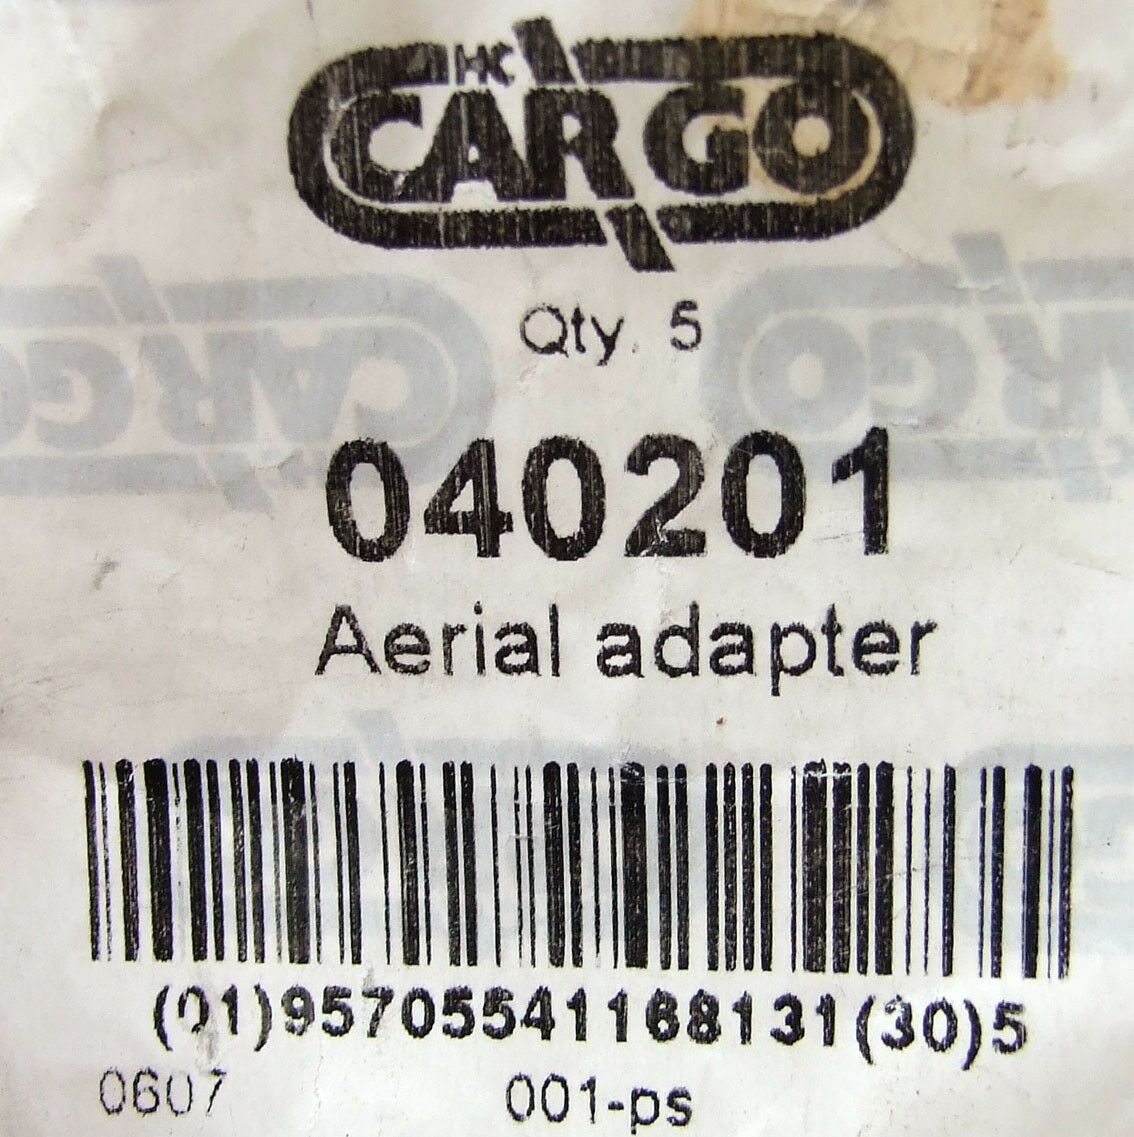 HC
CARGO
Qty. 5
040201
Aerial adapter
(01)95705541168131(30)5
0607 001-ps